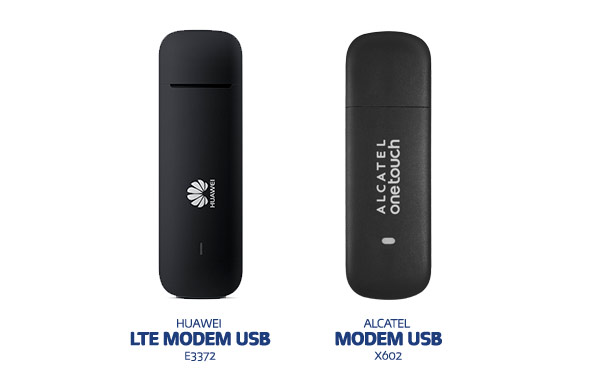 HUAWEI
ALCATEL
onetouch
HUAWEI
LTE MODEM USB
E3372
ALCATEL
MODEM USB
X602